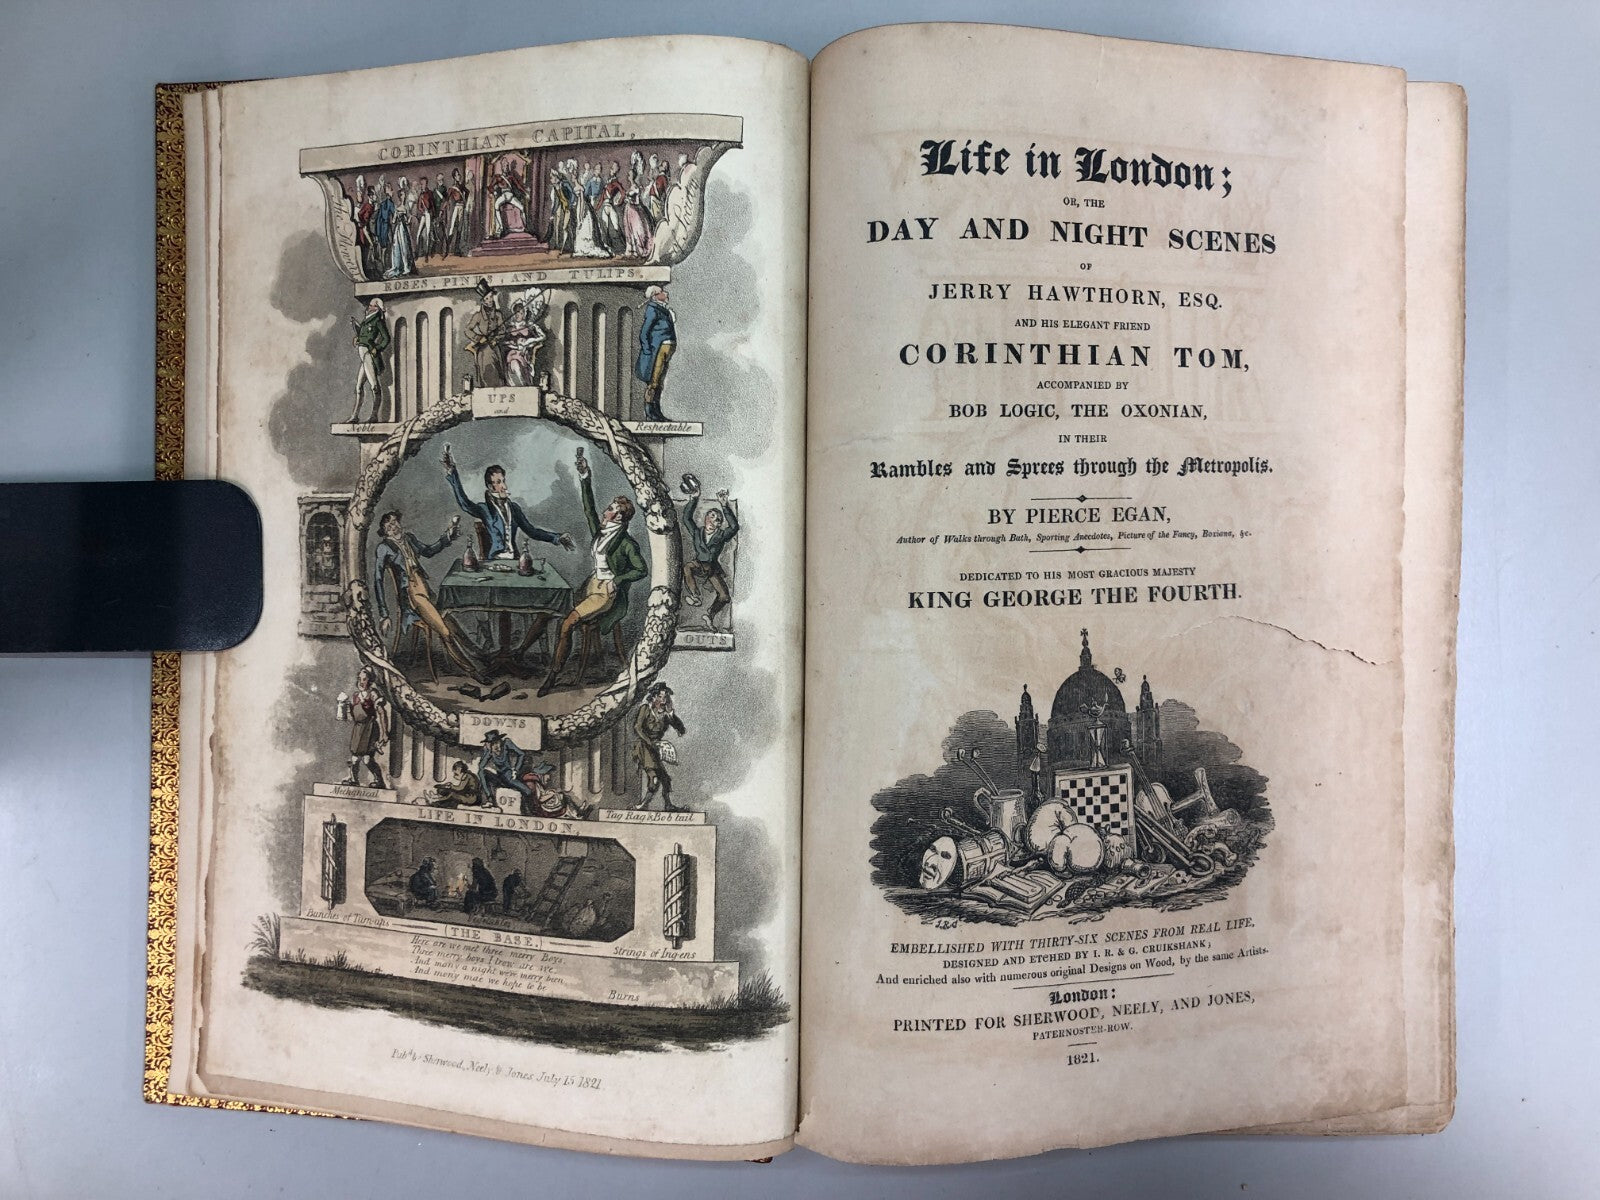 CORINTHIAN CAPITAL,
ROSES, PINKS, AND TULIPS,
Noble
Respectable
UPS
and
INS &
OUTS
DOWNS
Mechanical
OF
Tag Rag & Bob tail
LIFE IN LONDON,
Bunches of Turn-ups
Strings of Ingens
(THE BASE.)
Here are we met three merry Boys.
Three merry boys I trow are we.
And many a night we've merry been
And many mae we hope to be
Burns
Pubd by Sherwood, Neely, & Jones. July 15 1821
Life in London;
OR, THE
DAY AND NIGHT SCENES
OF
JERRY HAWTHORN, ESQ.
AND HIS ELEGANT FRIEND
CORINTHIAN TOM,
ACCOMPANIED BY
BOB LOGIC, THE OXONIAN,
IN THEIR
Rambles and Sprees through the Metropolis.
BY PIERCE EGAN,
Author of Walks through Bath, Sporting Anecdotes, Picture of the Fancy, Boxiana, &c.
DEDICATED TO HIS MOST GRACIOUS MAJESTY
KING GEORGE THE FOURTH.
EMBELLISHED WITH THIRTY-SIX SCENES FROM REAL LIFE,
DESIGNED AND ETCHED BY I. R. & G. CRUIKSHANK;
And enriched also with numerous original Designs on Wood, by the same Artists.
London:
PRINTED FOR SHERWOOD, NEELY, AND JONES,
PATERNOSTER-ROW.
1821.